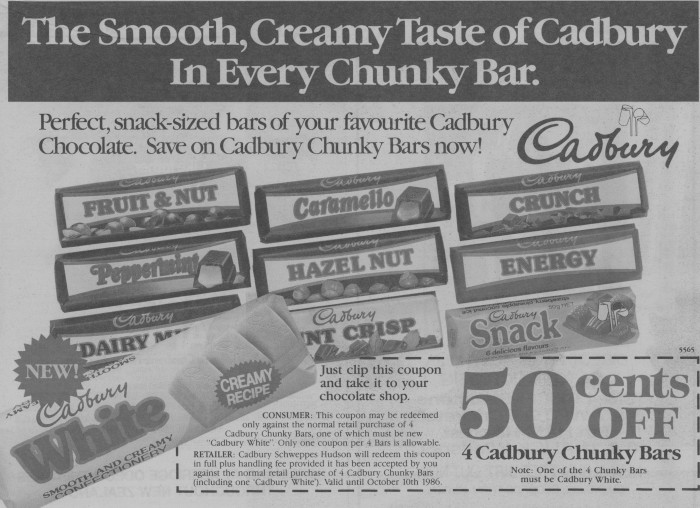 The Smooth, Creamy Taste of Cadbury
In Every Chunky Bar.
Perfect, snack-sized bars of your favourite Cadbury
Chocolate. Save on Cadbury Chunky Bars now!
Cadbury
Cadbury
FRUIT & NUT
Cadbury
Caramello
Cadbury
CRUNCH
Cadbury
Peppermint
Cadbury
HAZEL NUT
Cadbury
ENERGY
Cadbury
DAIRY
Cadbury
NT CRISP
Cadbury
Snack
6 delicious flavours
5565
NEW!
Cadbury
White
SMOOTH AND CREAMY
CONFECTIONERY
CREAMY
RECIPE
Just clip this coupon
and take it to your
chocolate shop.
CONSUMER: This coupon may be redeemed
only against the normal retail purchase of 4
Cadbury Chunky Bars, one of which must be new
"Cadbury White". Only one coupon per 4 Bars is allowable.
RETAILER: Cadbury Schweppes Hudson will redeem this coupon
in full plus handling fee provided it has been accepted by you
against the normal retail purchase of 4 Cadbury Chunky Bars
(including one 'Cadbury White'). Valid until October 10th 1986.
50 cents
OFF
4 Cadbury Chunky Bars
Note: One of the 4 Chunky Bars
must be Cadbury White.